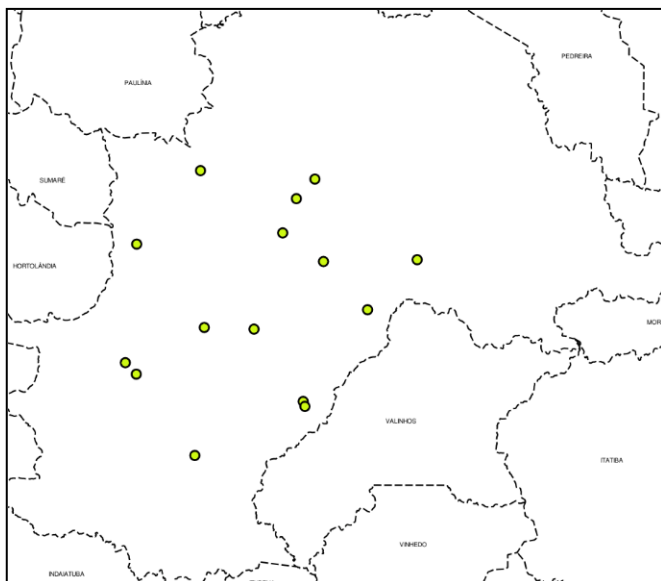 PEDREIRA
PAULÍNIA
SUMARÉ
HORTOLÂNDIA
MOR
VALINHOS
ITATIBA
VINHEDO
INDAIATUBA